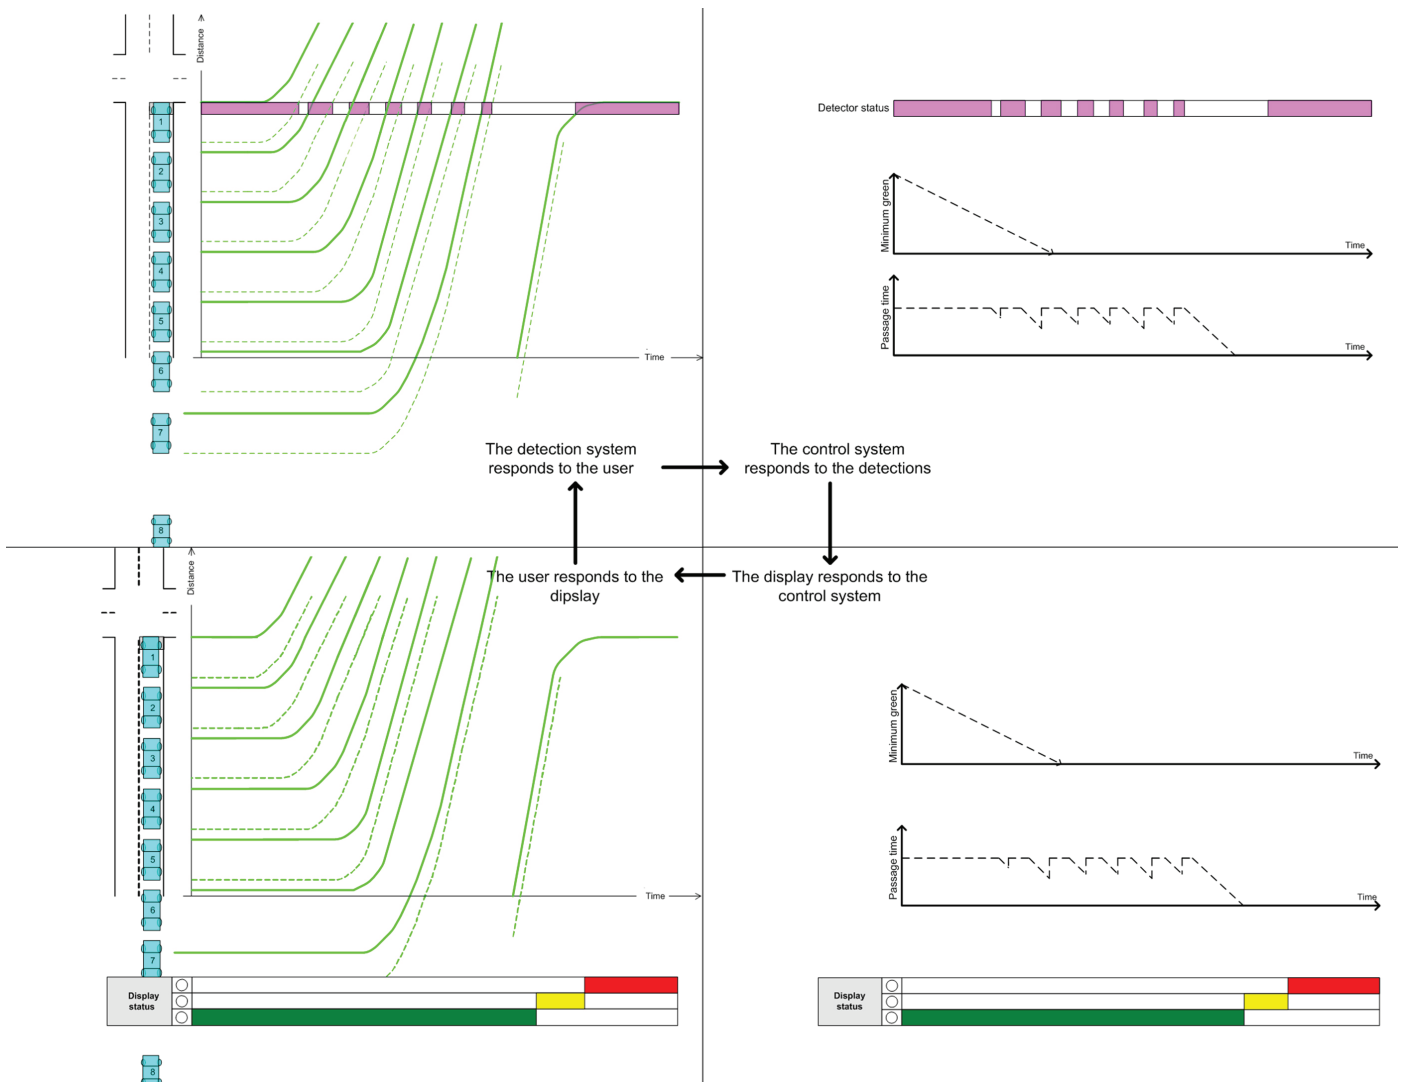 Distance
1
2
3
4
5
6
7
8
Time
Detector status
Minimum green
Time
Passage time
Time
The detection system
responds to the user
The control system
responds to the detections
The user responds to the
dipslay
The display responds to the
control system
Distance
1
2
3
4
5
6
7
8
Time
Display
status
Minimum green
Time
Passage time
Time
Display
status